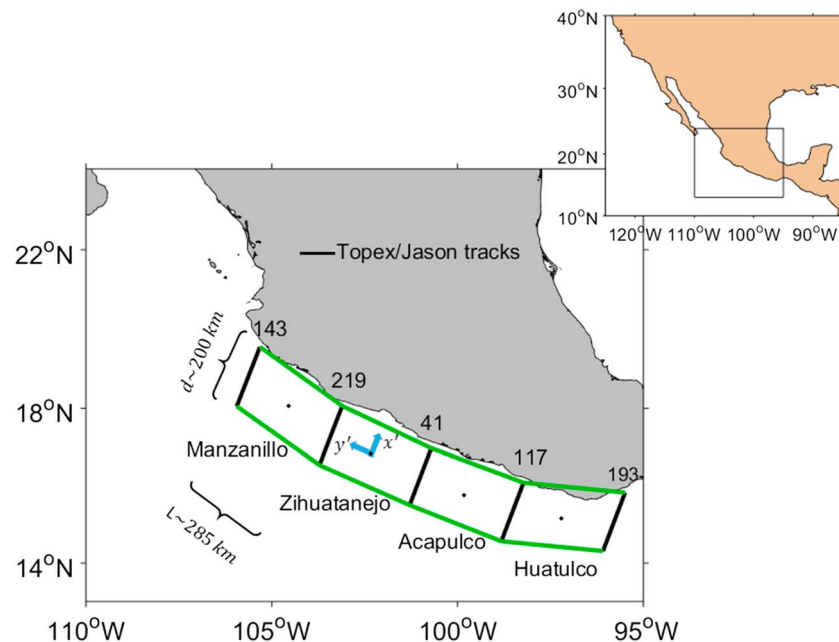 40°N
30°N
20°N
10°N
120°W 110°W 100°W 90°W
22°N
18°N
14°N
110°W 105°W 100°W 95°W
Topex/Jason tracks
143
219
41
117
193
d~200 km
L~285 km
y′ x′
Manzanillo
Zihuatanejo
Acapulco
Huatulco